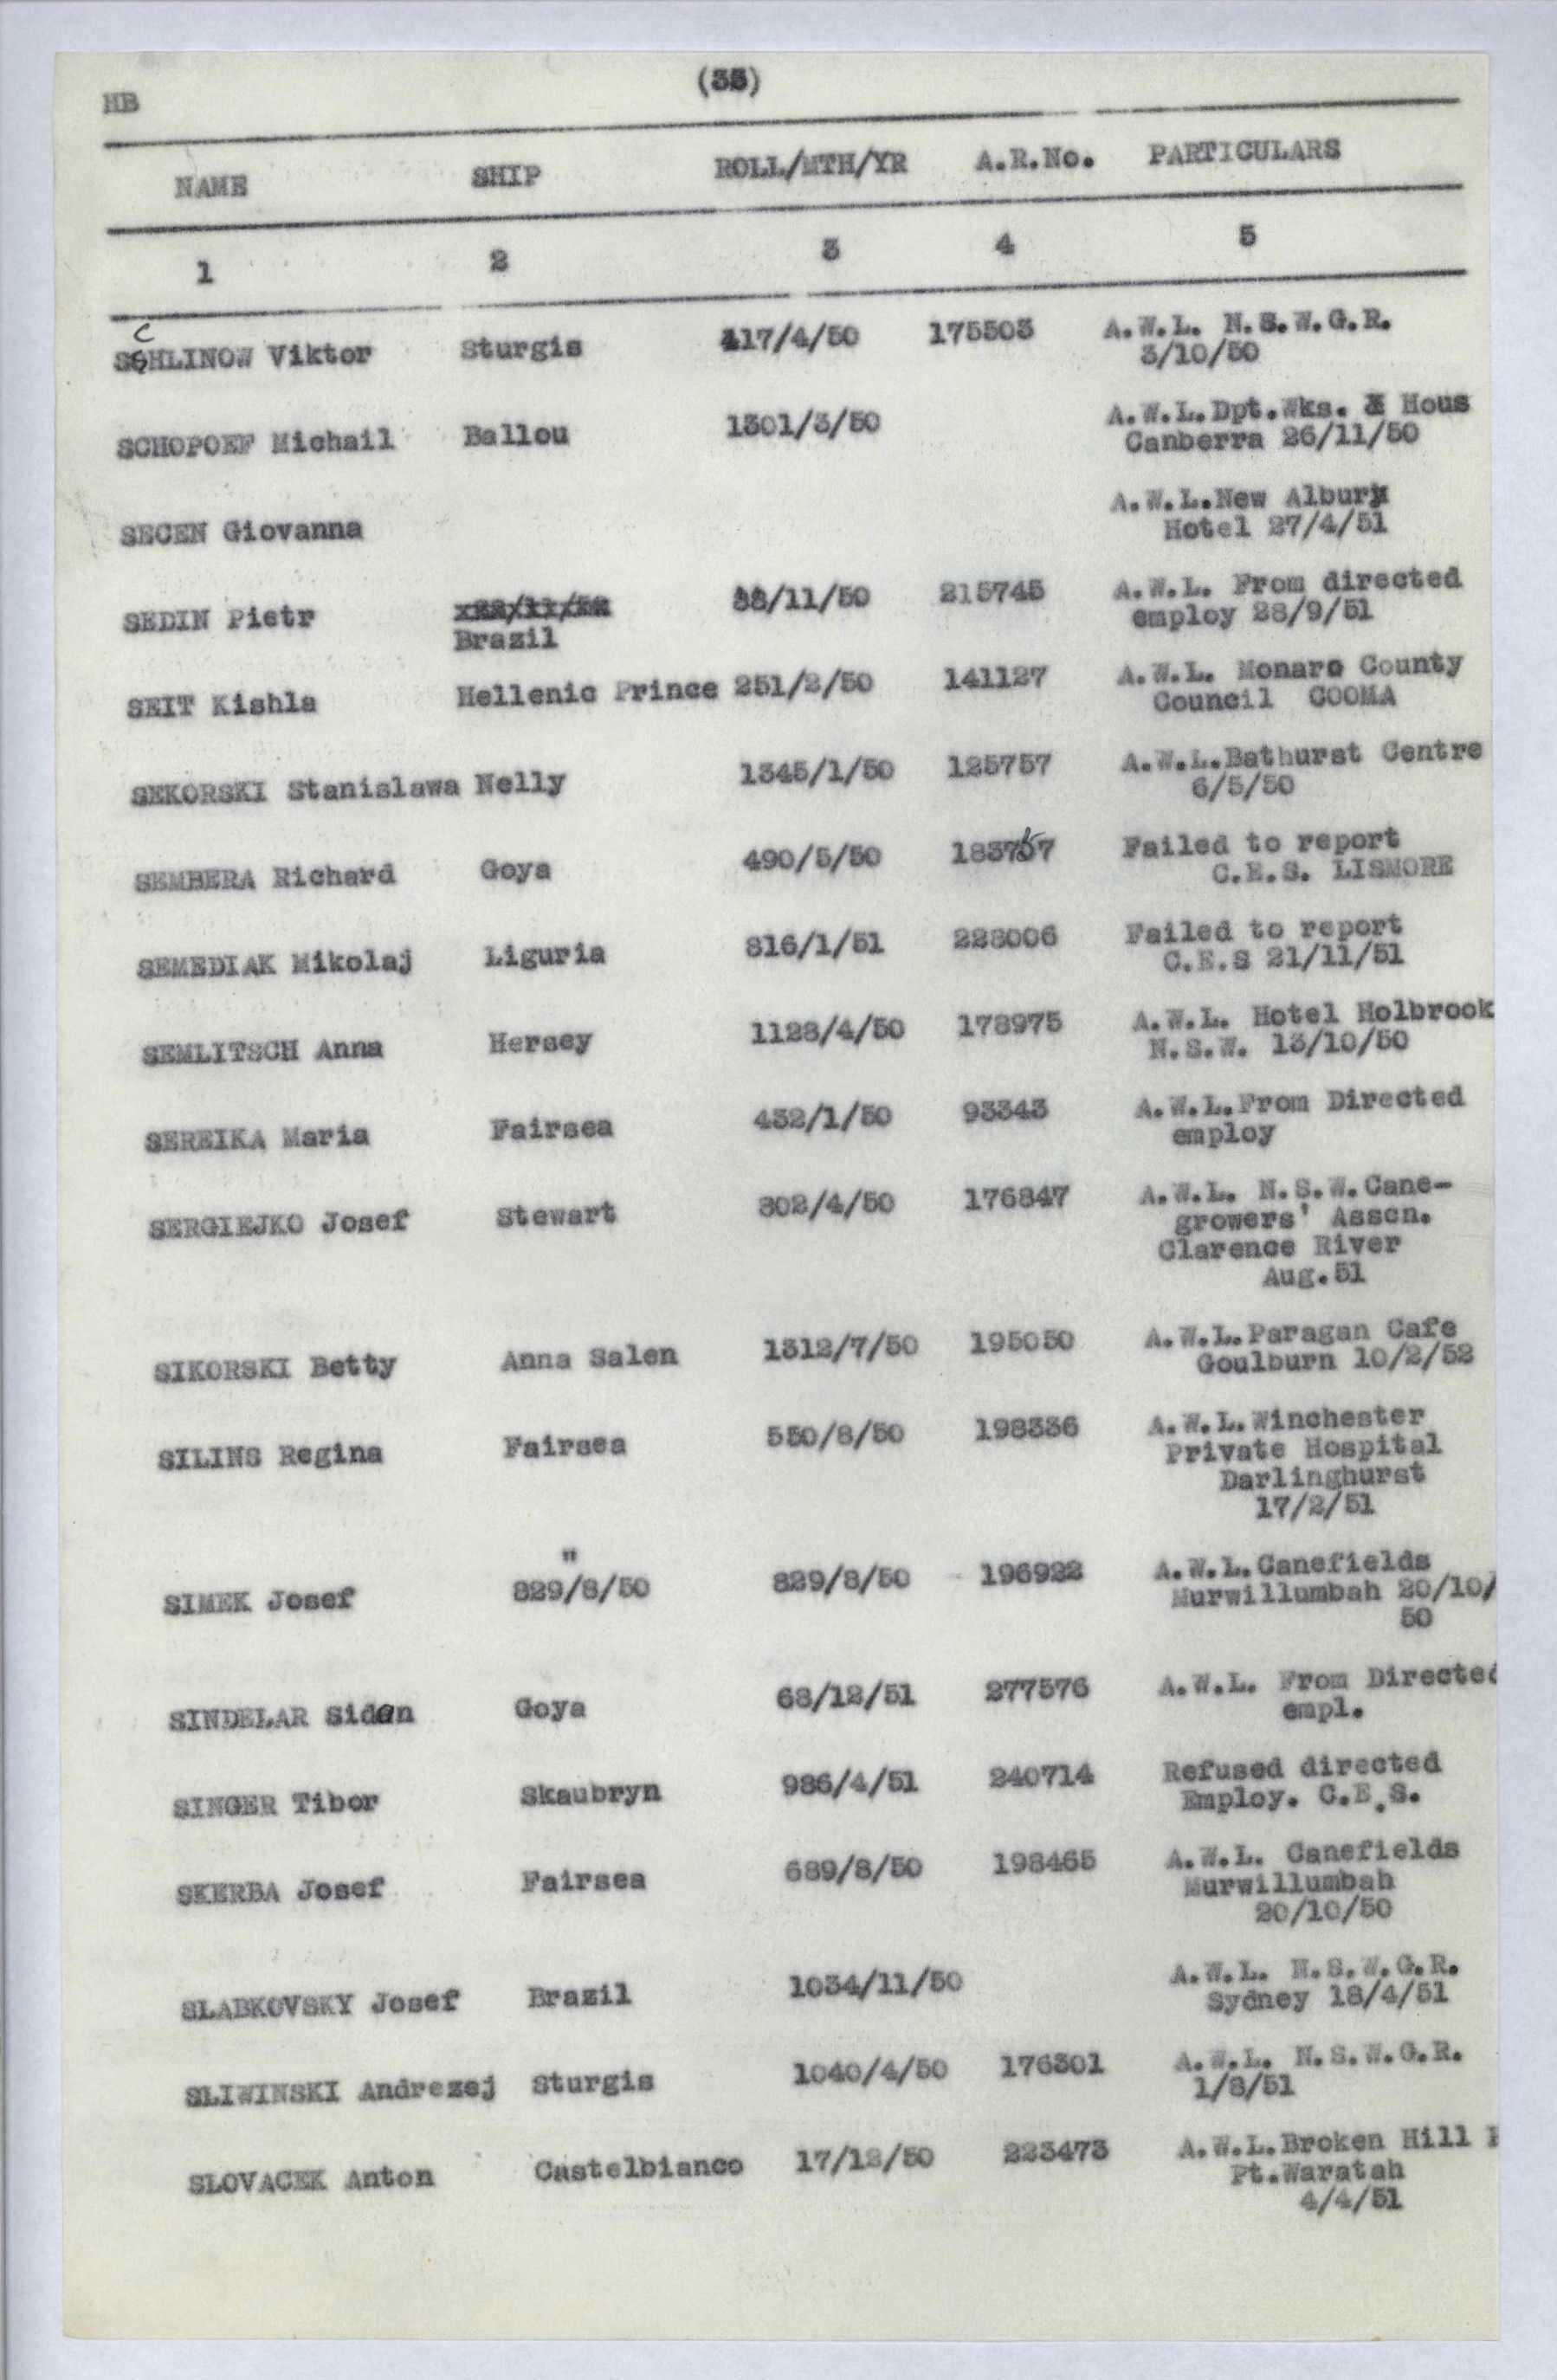 (33)
HB
NAME SHIP ROLL/MTH/YR A.R.No. PARTICULARS
1 2 3 4 5
SCHLINOW Viktor Sturgis 417/4/50 175503 A.W.L. N.S.W.G.R.
3/10/50
SCHOPOEF Michail Ballou 1301/3/50 A.W.L.Dpt.Wks. & Hous
Canberra 26/11/50
SECEN Giovanna A.W.L.New Albury
Hotel 27/4/51
SEDIN Pietr 88/11/50 215745 A.W.L. From directed
Brazil employ 28/9/51
SEIT Kishla Hellenic Prince 251/2/50 141127 A.W.L. Monaro County
Council COOMA
SEKORSKI Stanislawa Nelly 1345/1/50 125757 A.W.L.Bathurst Centre
6/5/50
SEMBERA Richard Goya 490/5/50 183757 Failed to report
C.E.S. LISMORE
SEMEDIAK Mikolaj Liguria 816/1/51 228006 Failed to report
C.E.S 21/11/51
SEMLITSCH Anna Hersey 1128/4/50 178975 A.W.L. Hotel Holbrook
N.S.W. 13/10/50
SEREIKA Maria Fairsea 432/1/50 93343 A.W.L.From Directed
employ
SERGIEJKO Josef Stewart 302/4/50 176847 A.W.L. N.S.W.Cane-
growers' Asscn.
Clarence River
Aug.51
SIKORSKI Betty Anna Salen 1312/7/50 195050 A.W.L.Paragan Cafe
Goulburn 10/2/52
SILINS Regina Fairsea 550/8/50 198336 A.W.L.Winchester
Private Hospital
Darlinghurst
17/2/51
"
SIMEK Josef 829/8/50 829/8/50 196922 A.W.L.Canefields
Murwillumbah 20/10/
50
SINDELAR Sidon Goya 68/12/51 277576 A.W.L. From Directed
empl.
SINGER Tibor Skaubryn 986/4/51 240714 Refused directed
Employ. C.E.S.
SKERBA Josef Fairsea 689/8/50 198465 A.W.L. Canefields
Murwillumbah
20/10/50
SLABKOVSKY Josef Brazil 1034/11/50 A.W.L. N.S.W.G.R.
Sydney 18/4/51
SLIWINSKI Andrezej Sturgis 1040/4/50 176301 A.W.L. N.S.W.G.R.
1/8/51
SLOVACEK Anton Castelbianco 17/12/50 223473 A.W.L.Broken Hill P
Pt.Waratah
4/4/51